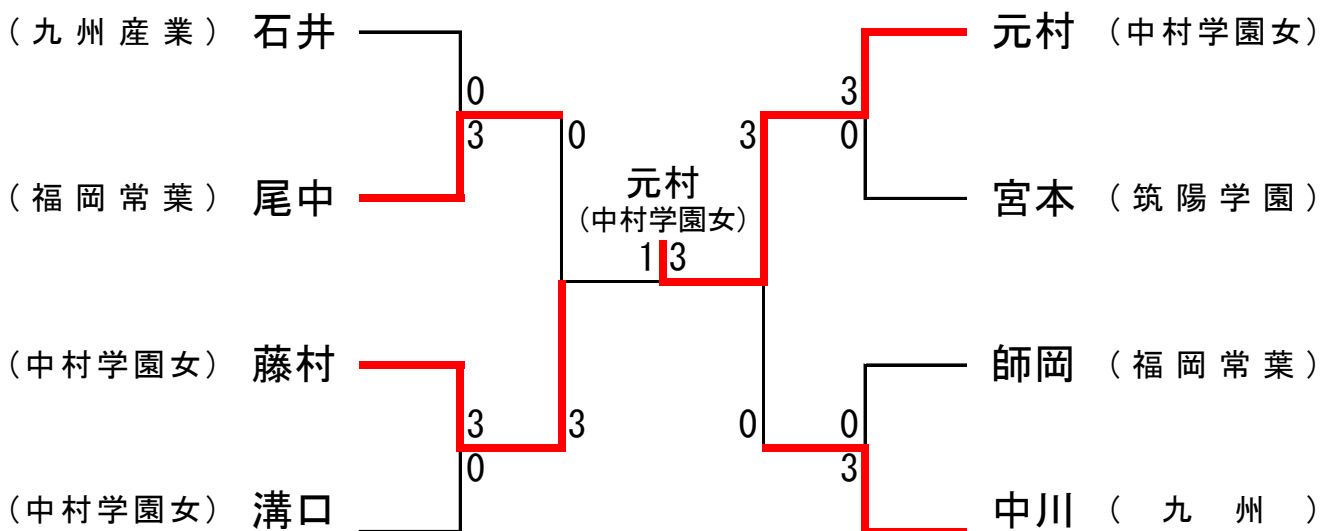 (九州産業) 石井
元村 (中村学園女)
0
3
3
0
0
3
(福岡常葉) 尾中
元村
(中村学園女)
1 3
宮本 (筑陽学園)
(中村学園女) 藤村
師岡 (福岡常葉)
3
0
3
0
0
3
(中村学園女) 溝口
中川 (九州)